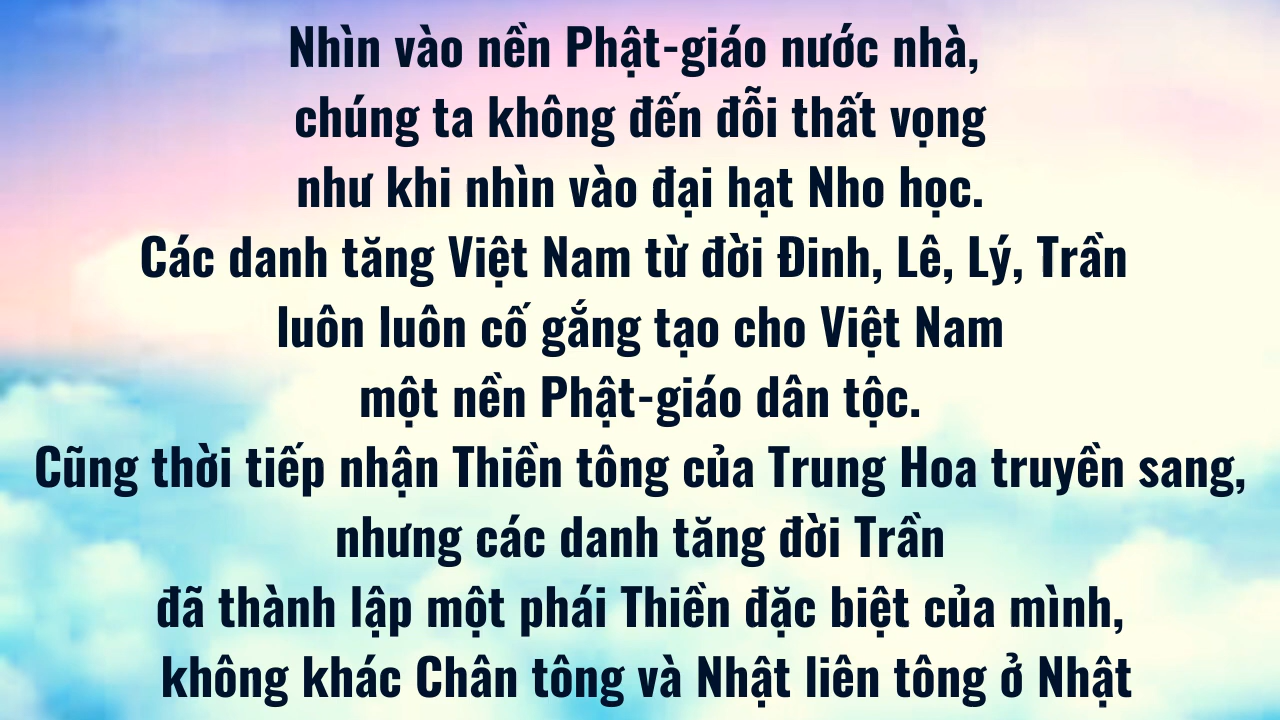 Nhìn vào nền Phật-giáo nước nhà,
chúng ta không đến đỗi thất vọng
như khi nhìn vào đại hạt Nho học.
Các danh tăng Việt Nam từ đời Đinh, Lê, Lý, Trần
luôn luôn cố gắng tạo cho Việt Nam
một nền Phật-giáo dân tộc.
Cũng thời tiếp nhận Thiền tông của Trung Hoa truyền sang,
nhưng các danh tăng đời Trần
đã thành lập một phái Thiền đặc biệt của mình,
không khác Chân tông và Nhật liên tông ở Nhật